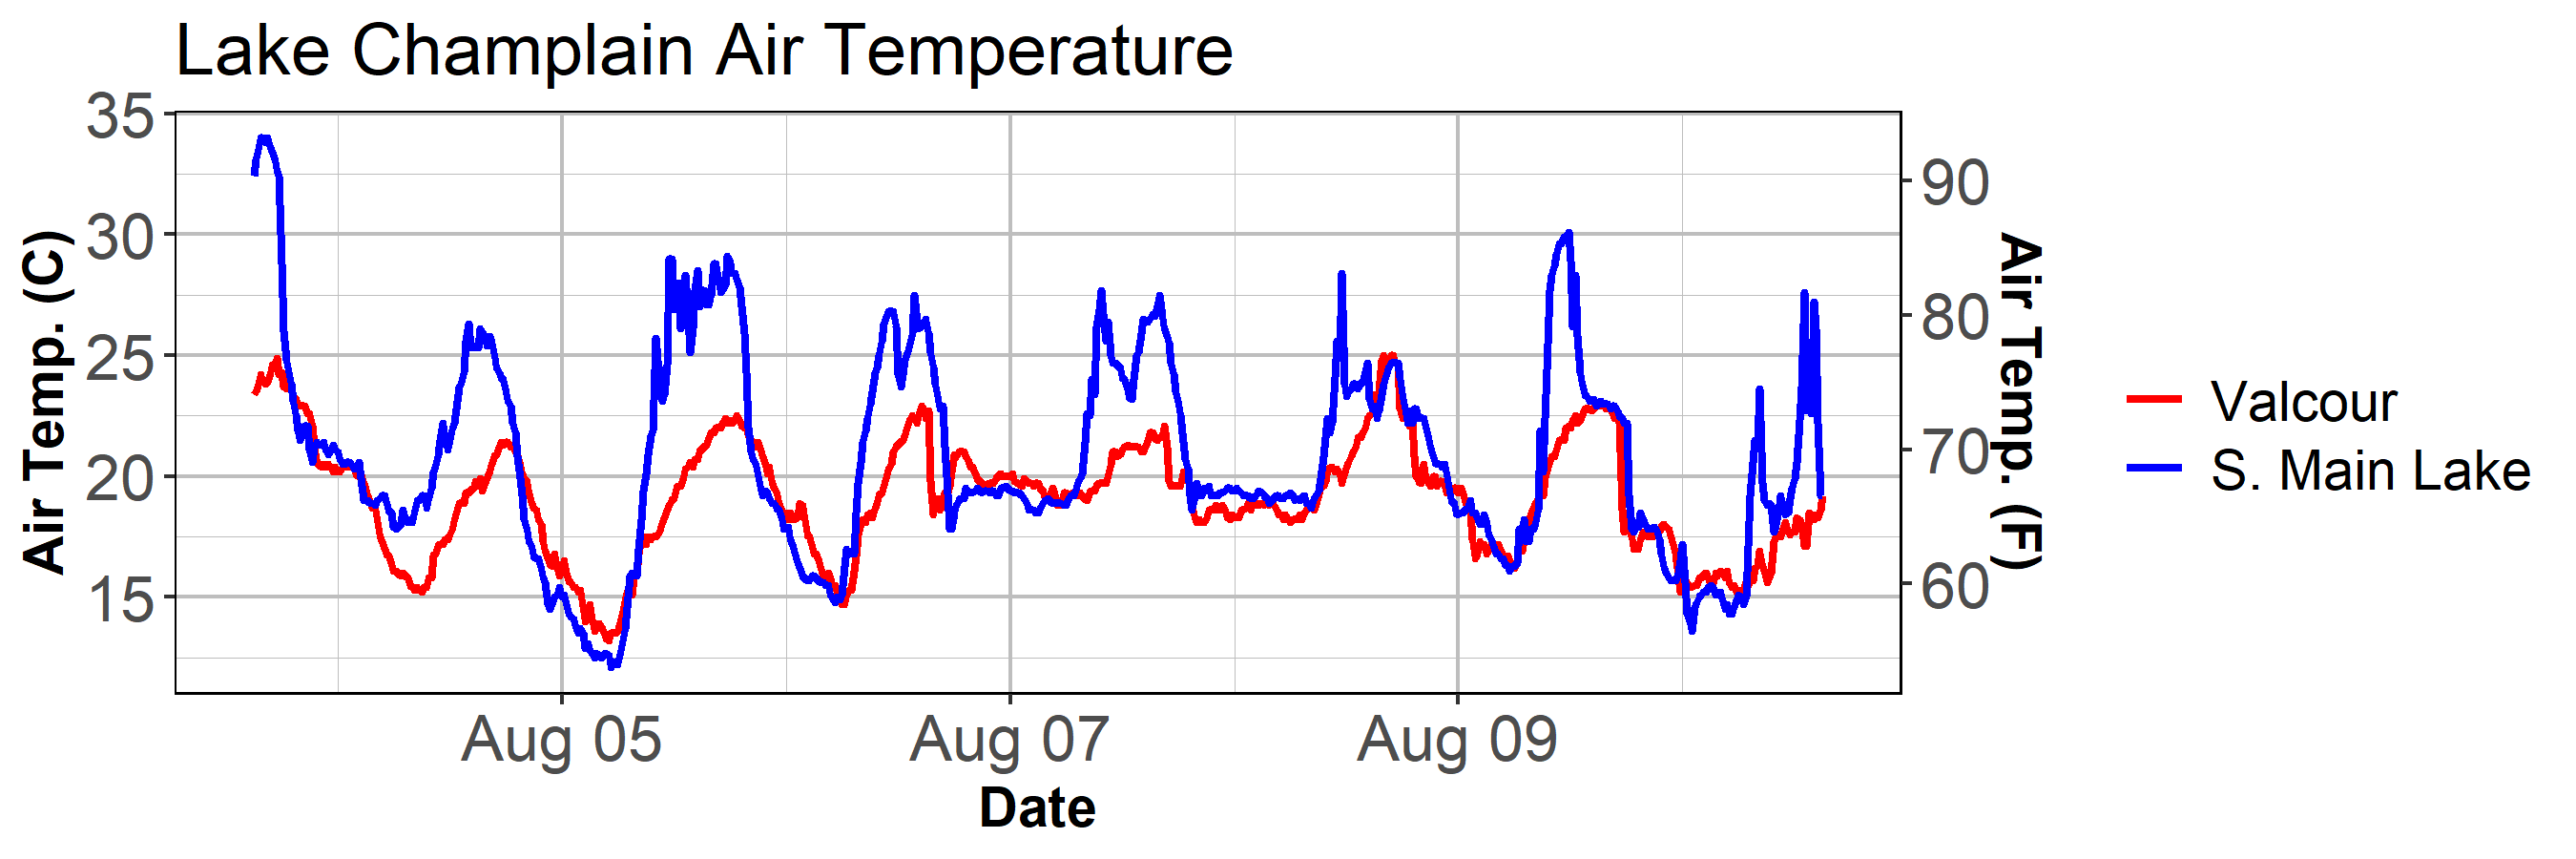 Lake Champlain Air Temperature
35
30
25
20
15
Air Temp. (C)
90
80
70
60
Air Temp. (F)
Aug 05
Aug 07
Aug 09
Date
Valcour
S. Main Lake